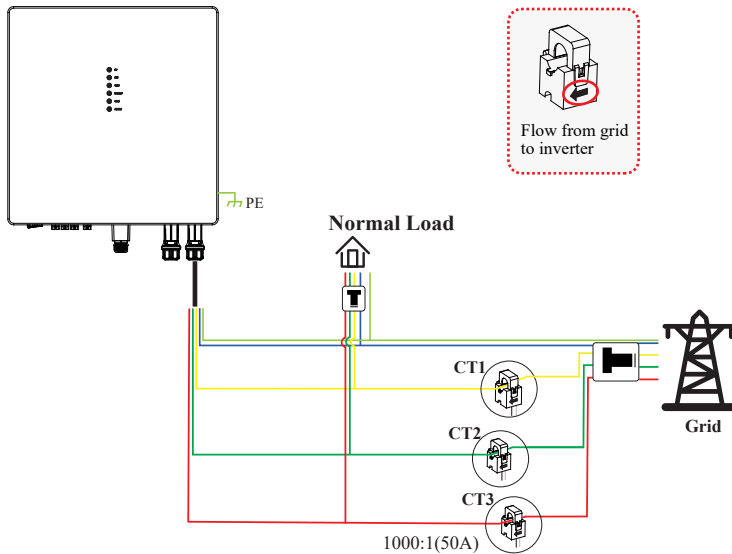 Flow from grid
to inverter
PE
Normal Load
CT1
CT2
Grid
CT3
1000:1(50A)